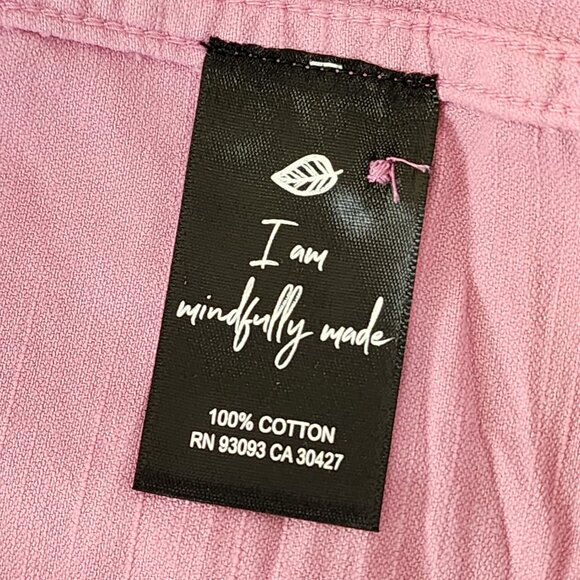 I am
mindfully made
100% COTTON
RN 93093 CA 30427